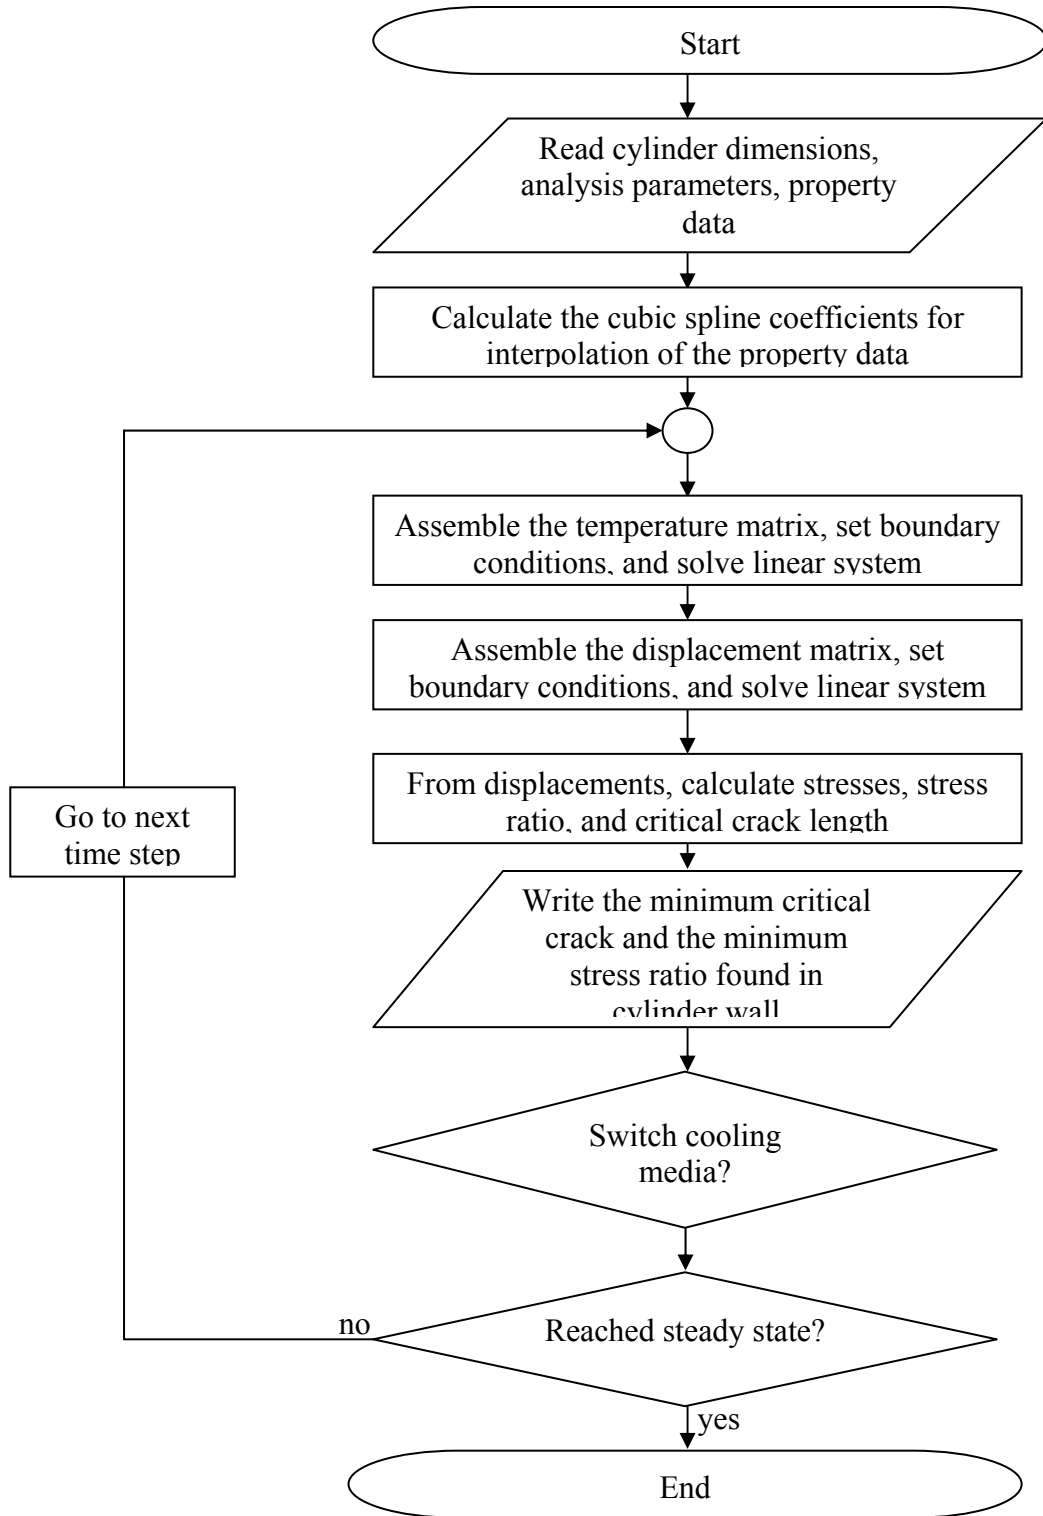 Start
Read cylinder dimensions,
analysis parameters, property
data
Calculate the cubic spline coefficients for
interpolation of the property data
Assemble the temperature matrix, set boundary
conditions, and solve linear system
Assemble the displacement matrix, set
boundary conditions, and solve linear system
From displacements, calculate stresses, stress
ratio, and critical crack length
Go to next
time step
Write the minimum critical
crack and the minimum
stress ratio found in
cylinder wall
Switch cooling
media?
no
Reached steady state?
yes
End